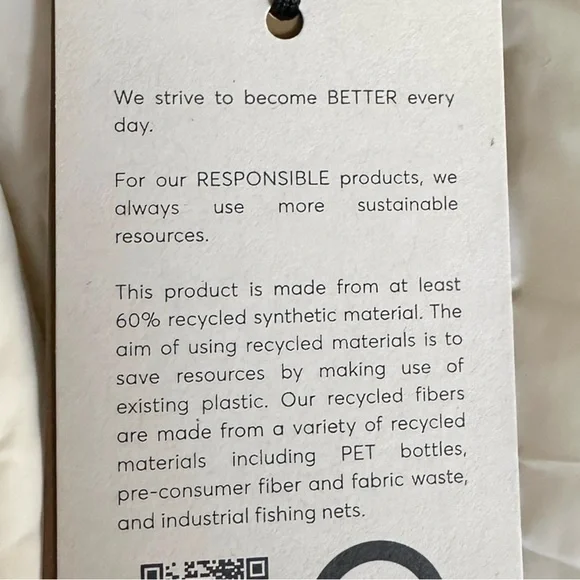 We strive to become BETTER every
day.
For our RESPONSIBLE products, we
always use more sustainable
resources.
This product is made from at least
60% recycled synthetic material. The
aim of using recycled materials is to
save resources by making use of
existing plastic. Our recycled fibers
are made from a variety of recycled
materials including PET bottles,
pre-consumer fiber and fabric waste,
and industrial fishing nets.